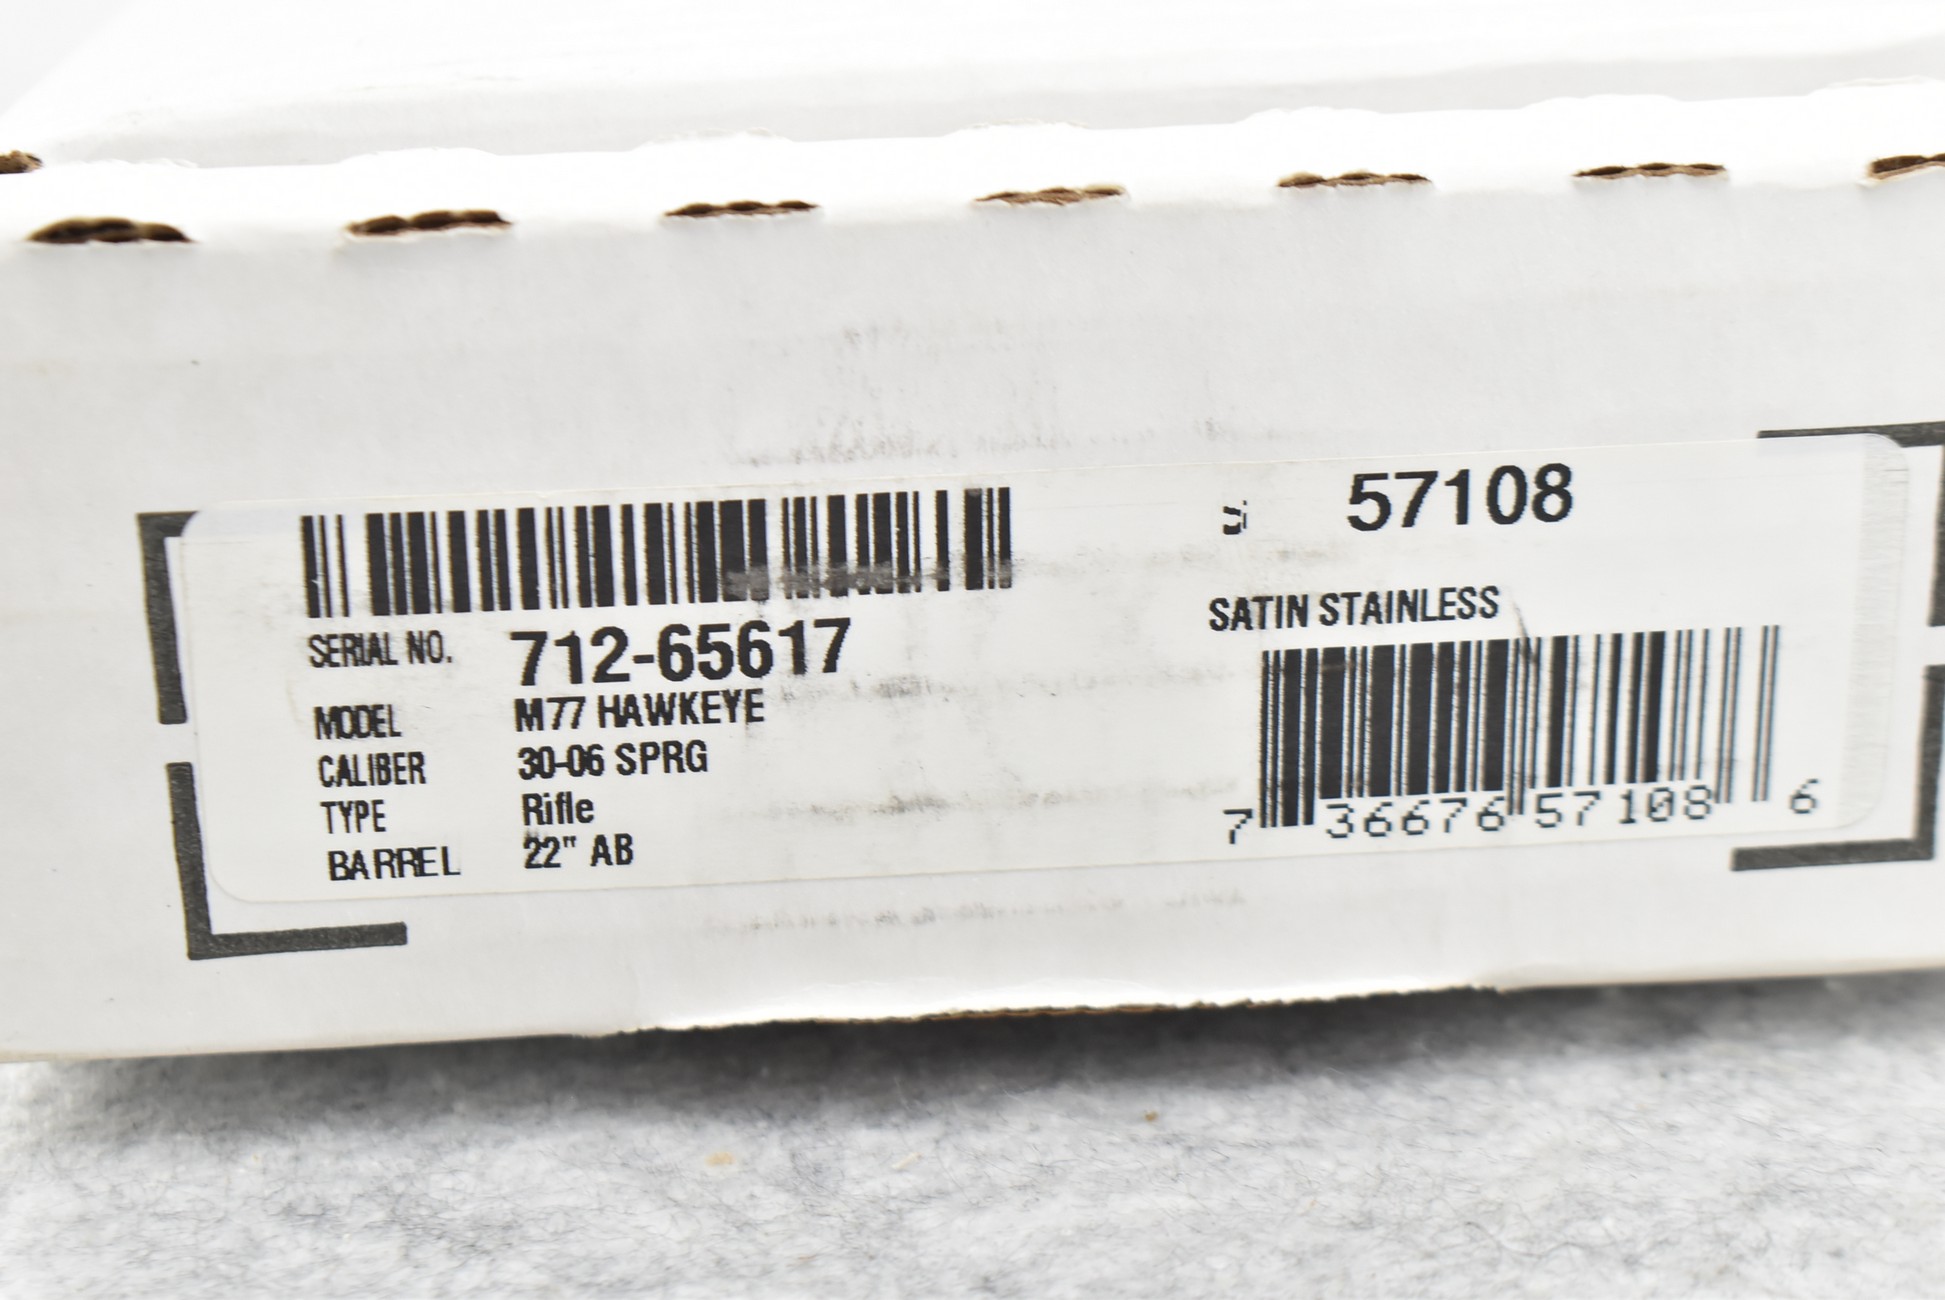 57108
SERIAL NO. 712-65617
SATIN STAINLESS
MODEL M77 HAWKEYE
CALIBER 30-06 SPRG
TYPE Rifle
BARREL 22" AB
7 36676 57108 6